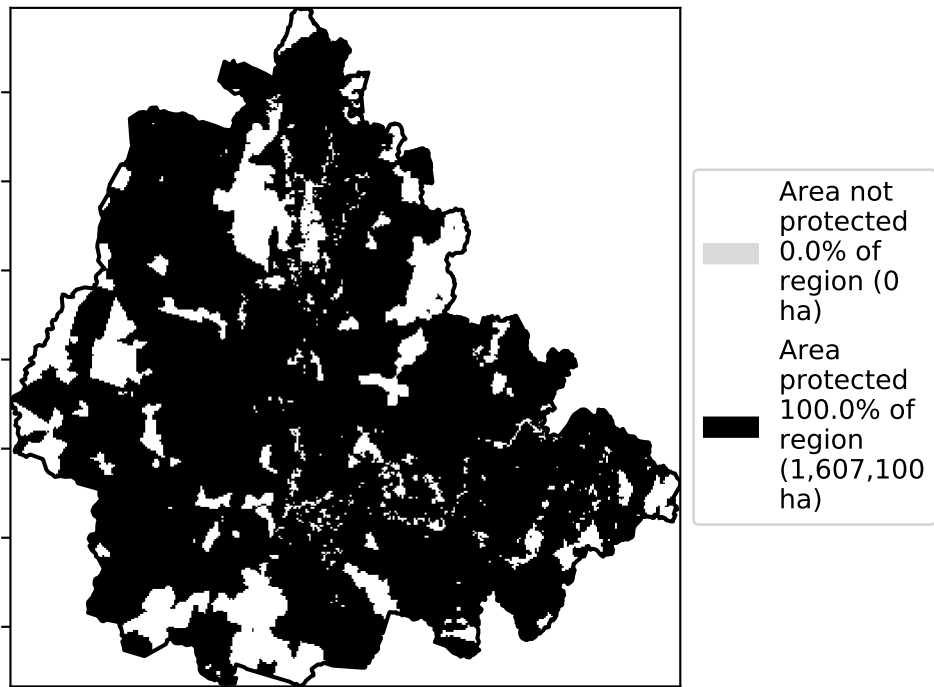 Area not
protected
0.0% of
region (0
ha)
Area
protected
100.0% of
region
(1,607,100
ha)